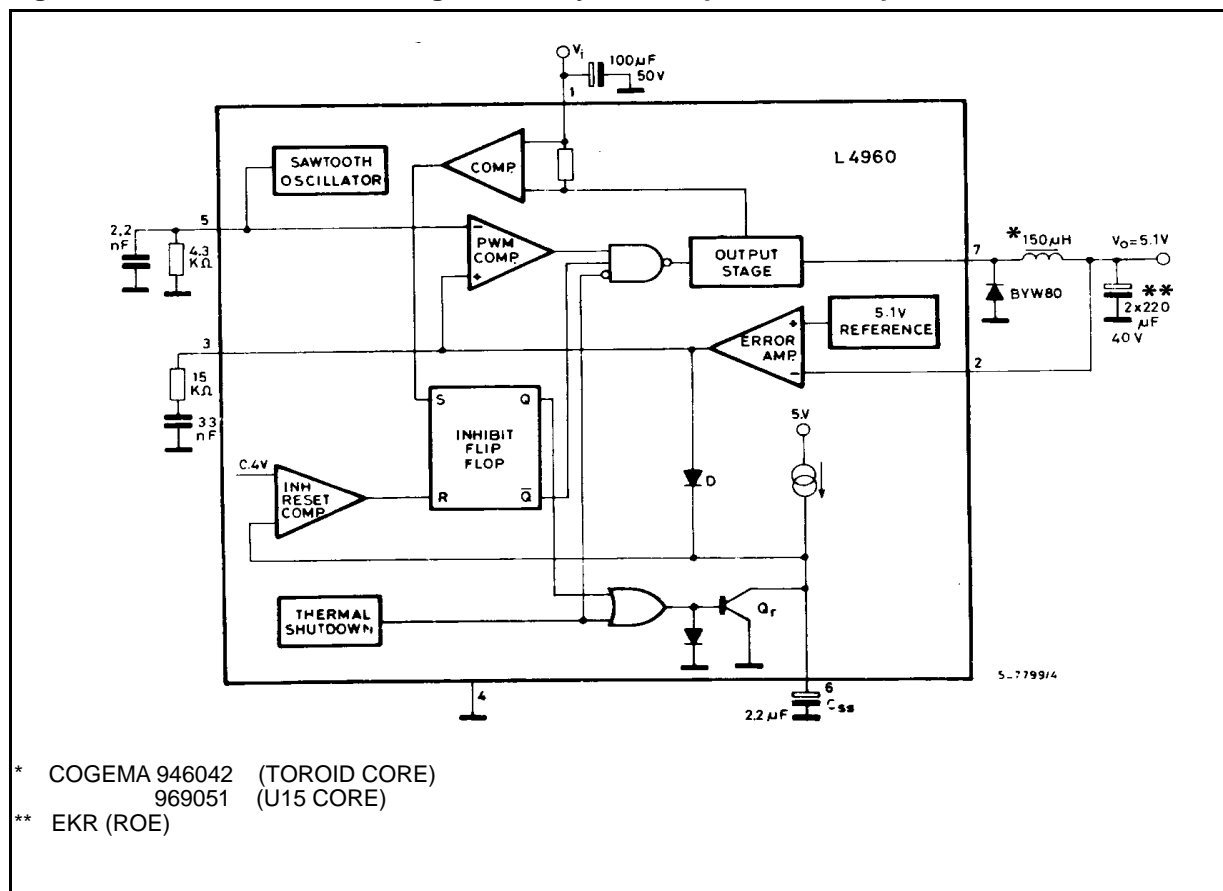 Vi
100µF
50V
1
L4960
SAWTOOTH
OSCILLATOR
COMP.
5
2,2
nF
4.3
KΩ
-
PWM
COMP.
+
OUTPUT
STAGE
7
*150µH
Vo=5.1V
BYW80
**
2x220
µF
40V
5.1V
REFERENCE
+
ERROR
AMP.
-
2
3
15
KΩ
33
nF
S
Q
INHIBIT
FLIP
FLOP
R
Q̅
5V
D
C.4V
INH
RESET
COMP.
THERMAL
SHUTDOWN
Qr
S_7799/4
4
6
Css
2,2µF
* COGEMA 946042 (TOROID CORE)
969051 (U15 CORE)
** EKR (ROE)